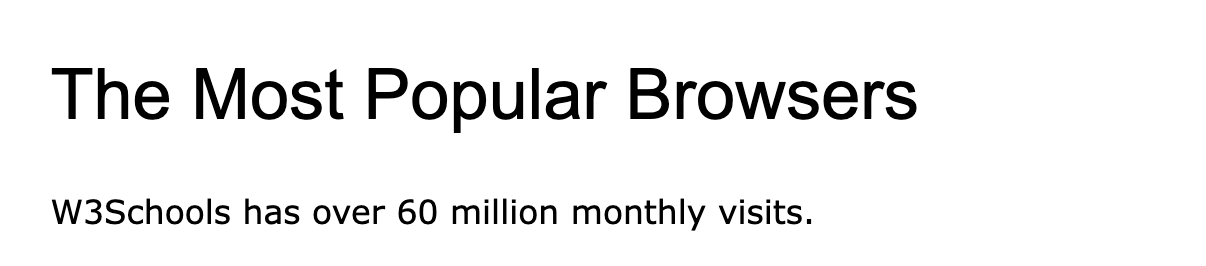 The Most Popular Browsers
W3Schools has over 60 million monthly visits.